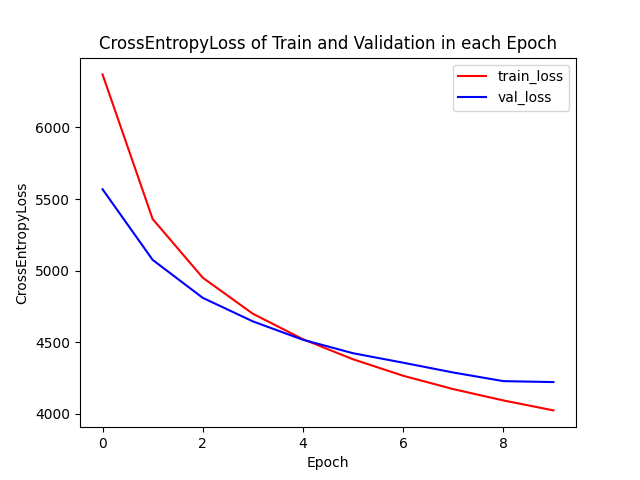 CrossEntropyLoss of Train and Validation in each Epoch
train_loss
val_loss
CrossEntropyLoss
6000
5500
5000
4500
4000
0 2 4 6 8
Epoch